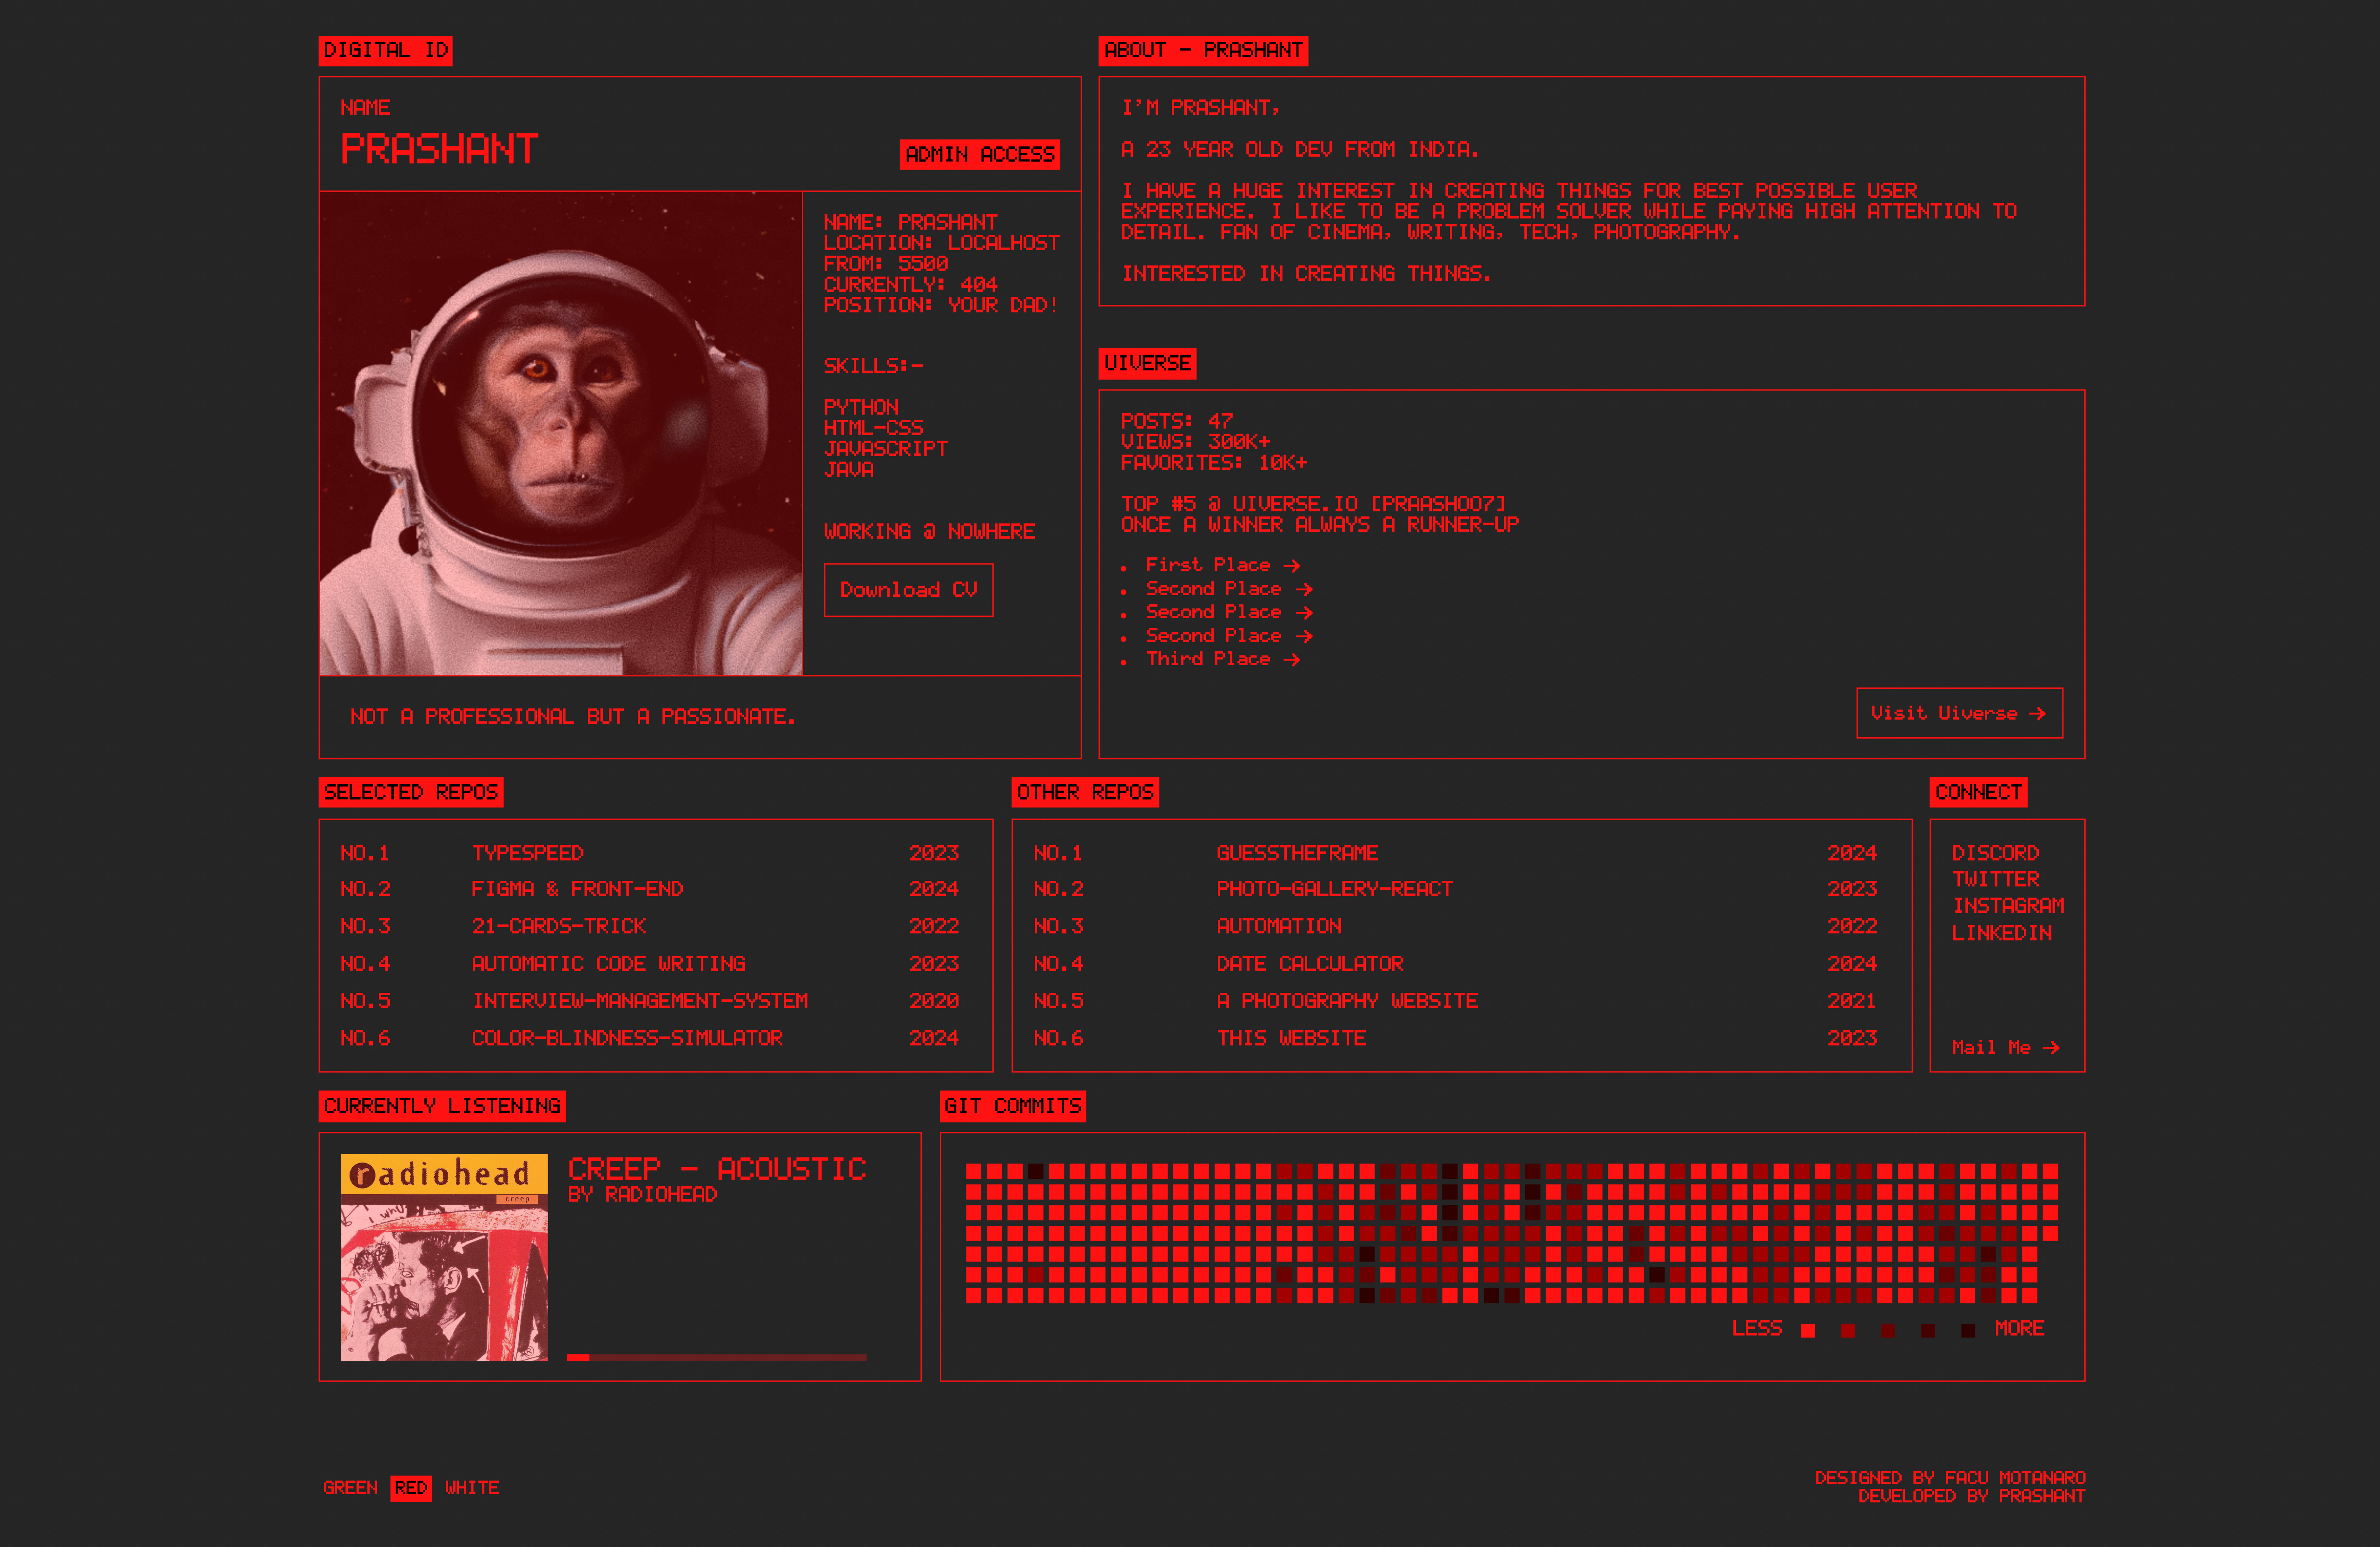 DIGITAL ID
NAME
PRASHANT
ADMIN ACCESS
NAME: PRASHANT
LOCATION: LOCALHOST
FROM: 5500
CURRENTLY: 404
POSITION: YOUR DAD!
SKILLS:-
PYTHON
HTML-CSS
JAVASCRIPT
JAVA
WORKING @ NOWHERE
Download CV
NOT A PROFESSIONAL BUT A PASSIONATE.
ABOUT - PRASHANT
I'M PRASHANT,
A 23 YEAR OLD DEV FROM INDIA.
I HAVE A HUGE INTEREST IN CREATING THINGS FOR BEST POSSIBLE USER
EXPERIENCE. I LIKE TO BE A PROBLEM SOLVER WHILE PAYING HIGH ATTENTION TO
DETAIL. FAN OF CINEMA, WRITING, TECH, PHOTOGRAPHY.
INTERESTED IN CREATING THINGS.
UIVERSE
POSTS: 47
VIEWS: 300K+
FAVORITES: 10K+
TOP #5 @ UIVERSE.IO [PRAASHOO7]
ONCE A WINNER ALWAYS A RUNNER-UP
• First Place →
• Second Place →
• Second Place →
• Second Place →
• Third Place →
Visit Uiverse →
SELECTED REPOS
NO.1 TYPESPEED 2023
NO.2 FIGMA & FRONT-END 2024
NO.3 21-CARDS-TRICK 2022
NO.4 AUTOMATIC CODE WRITING 2023
NO.5 INTERVIEW-MANAGEMENT-SYSTEM 2020
NO.6 COLOR-BLINDNESS-SIMULATOR 2024
OTHER REPOS
NO.1 GUESSTHEFRAME 2024
NO.2 PHOTO-GALLERY-REACT 2023
NO.3 AUTOMATION 2022
NO.4 DATE CALCULATOR 2024
NO.5 A PHOTOGRAPHY WEBSITE 2021
NO.6 THIS WEBSITE 2023
CONNECT
DISCORD
TWITTER
INSTAGRAM
LINKEDIN
Mail Me →
CURRENTLY LISTENING
radiohead
creep
CREEP - ACOUSTIC
BY RADIOHEAD
GIT COMMITS
LESS MORE
GREEN RED WHITE
DESIGNED BY FACU MOTANARO
DEVELOPED BY PRASHANT